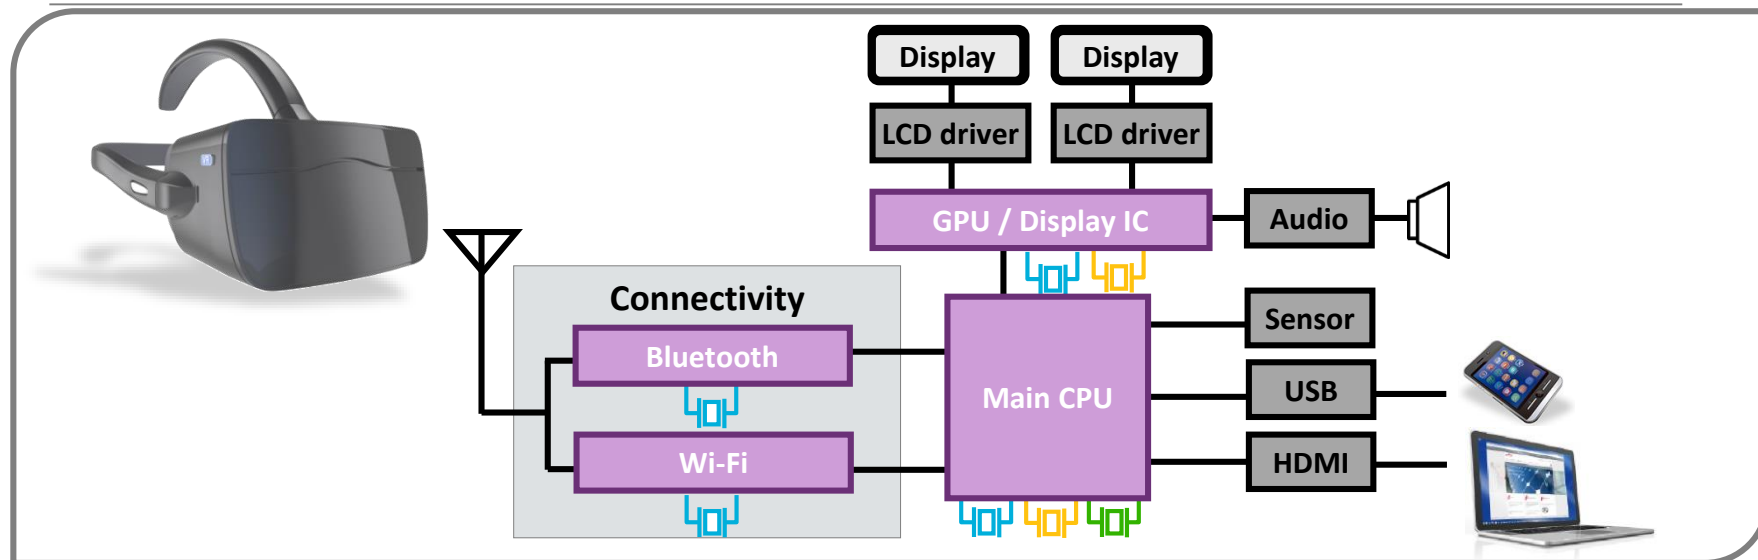 Display
Display
LCD driver
LCD driver
GPU / Display IC
Audio
Connectivity
Sensor
Bluetooth
Main CPU
USB
Wi-Fi
HDMI